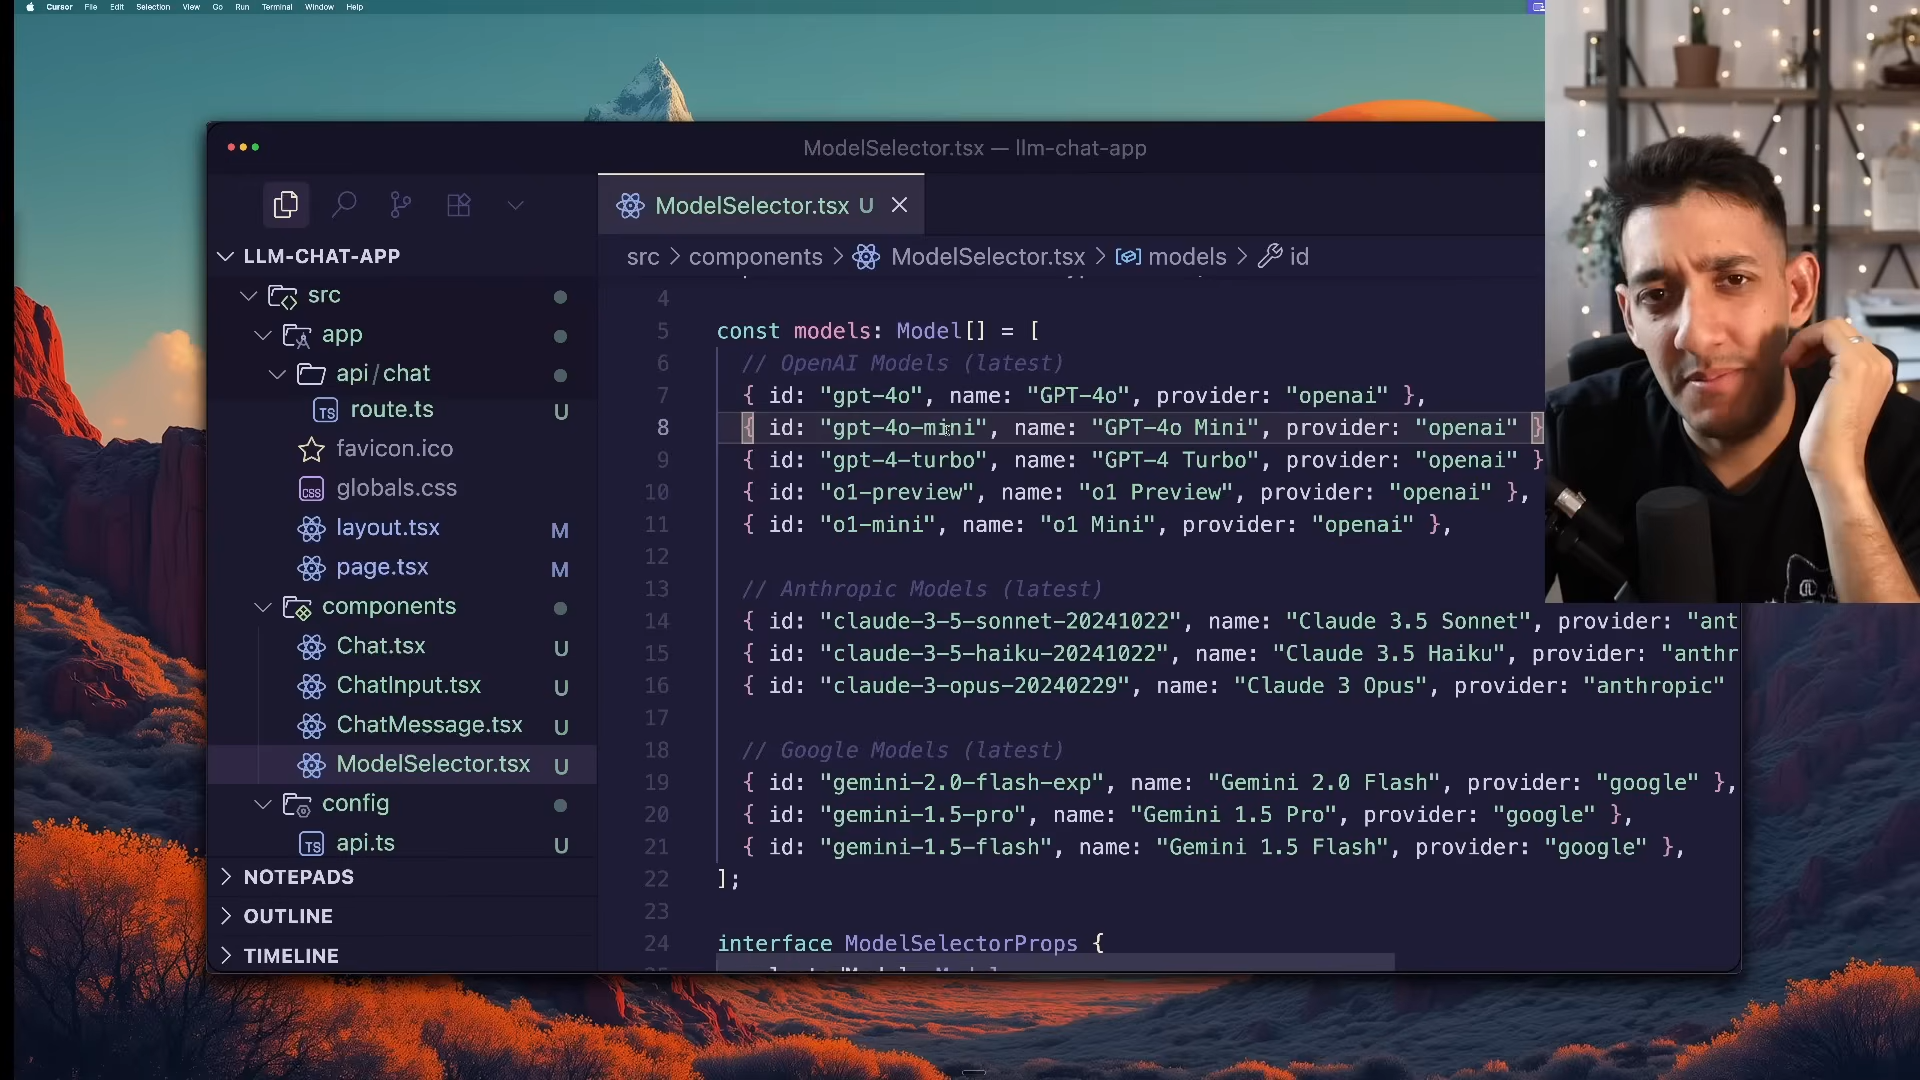 Cursor File Edit Selection View Go Run Terminal Window Help
ModelSelector.tsx — llm-chat-app
ModelSelector.tsx U
LLM-CHAT-APP
src > components > ModelSelector.tsx > models > id
src
app
api/chat
TS route.ts U
favicon.ico
CSS globals.css
layout.tsx M
page.tsx M
components
Chat.tsx U
ChatInput.tsx U
ChatMessage.tsx U
ModelSelector.tsx U
config
TS api.ts U
NOTEPADS
OUTLINE
TIMELINE
4
5 const models: Model[] = [
6 // OpenAI Models (latest)
7 { id: "gpt-4o", name: "GPT-4o", provider: "openai" },
8 { id: "gpt-4o-mini", name: "GPT-4o Mini", provider: "openai" }
9 { id: "gpt-4-turbo", name: "GPT-4 Turbo", provider: "openai" }
10 { id: "o1-preview", name: "o1 Preview", provider: "openai" },
11 { id: "o1-mini", name: "o1 Mini", provider: "openai" },
12
13 // Anthropic Models (latest)
14 { id: "claude-3-5-sonnet-20241022", name: "Claude 3.5 Sonnet", provider: "ant
15 { id: "claude-3-5-haiku-20241022", name: "Claude 3.5 Haiku", provider: "anthr
16 { id: "claude-3-opus-20240229", name: "Claude 3 Opus", provider: "anthropic"
17
18 // Google Models (latest)
19 { id: "gemini-2.0-flash-exp", name: "Gemini 2.0 Flash", provider: "google" },
20 { id: "gemini-1.5-pro", name: "Gemini 1.5 Pro", provider: "google" },
21 { id: "gemini-1.5-flash", name: "Gemini 1.5 Flash", provider: "google" },
22 ];
23
24 interface ModelSelectorProps {